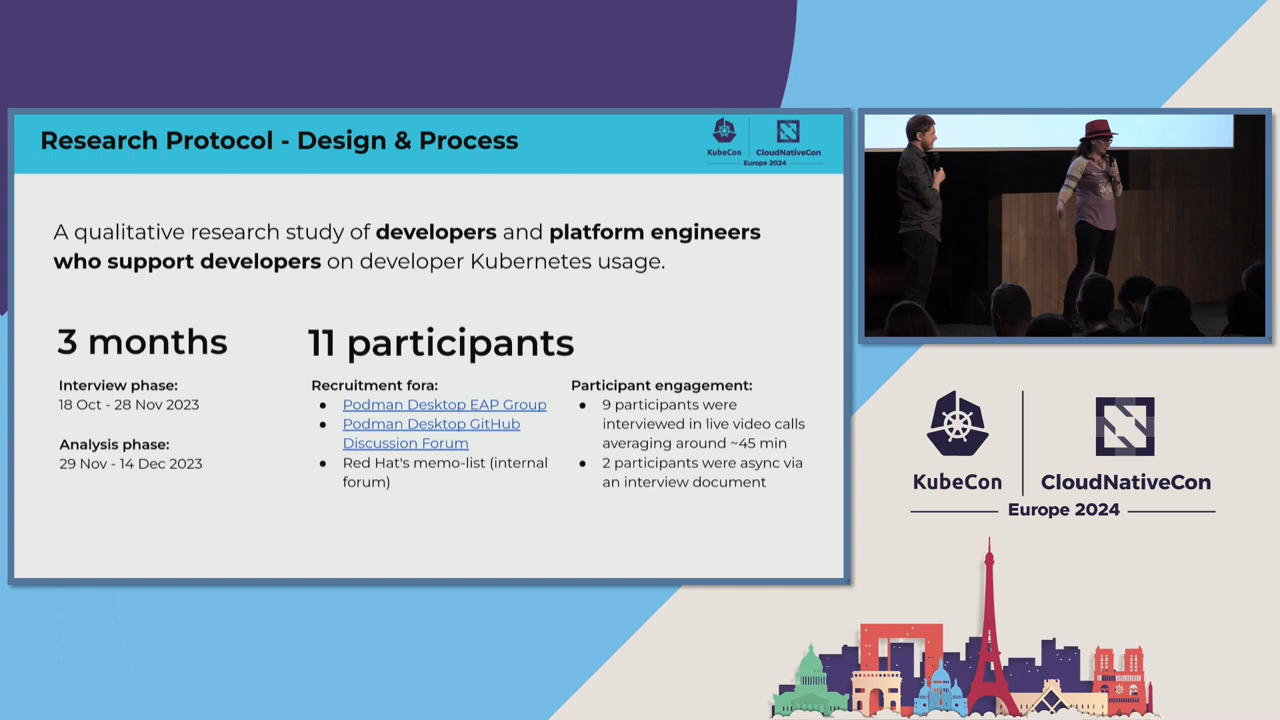 Research Protocol - Design & Process
KubeCon
CloudNativeCon
Europe 2024
A qualitative research study of developers and platform engineers
who support developers on developer Kubernetes usage.
3 months
Interview phase:
18 Oct - 28 Nov 2023
Analysis phase:
29 Nov - 14 Dec 2023
11 participants
Recruitment fora:
● Podman Desktop EAP Group
● Podman Desktop GitHub
Discussion Forum
● Red Hat's memo-list (internal
forum)
Participant engagement:
● 9 participants were
interviewed in live video calls
averaging around ~45 min
● 2 participants were async via
an interview document
KubeCon
CloudNativeCon
Europe 2024